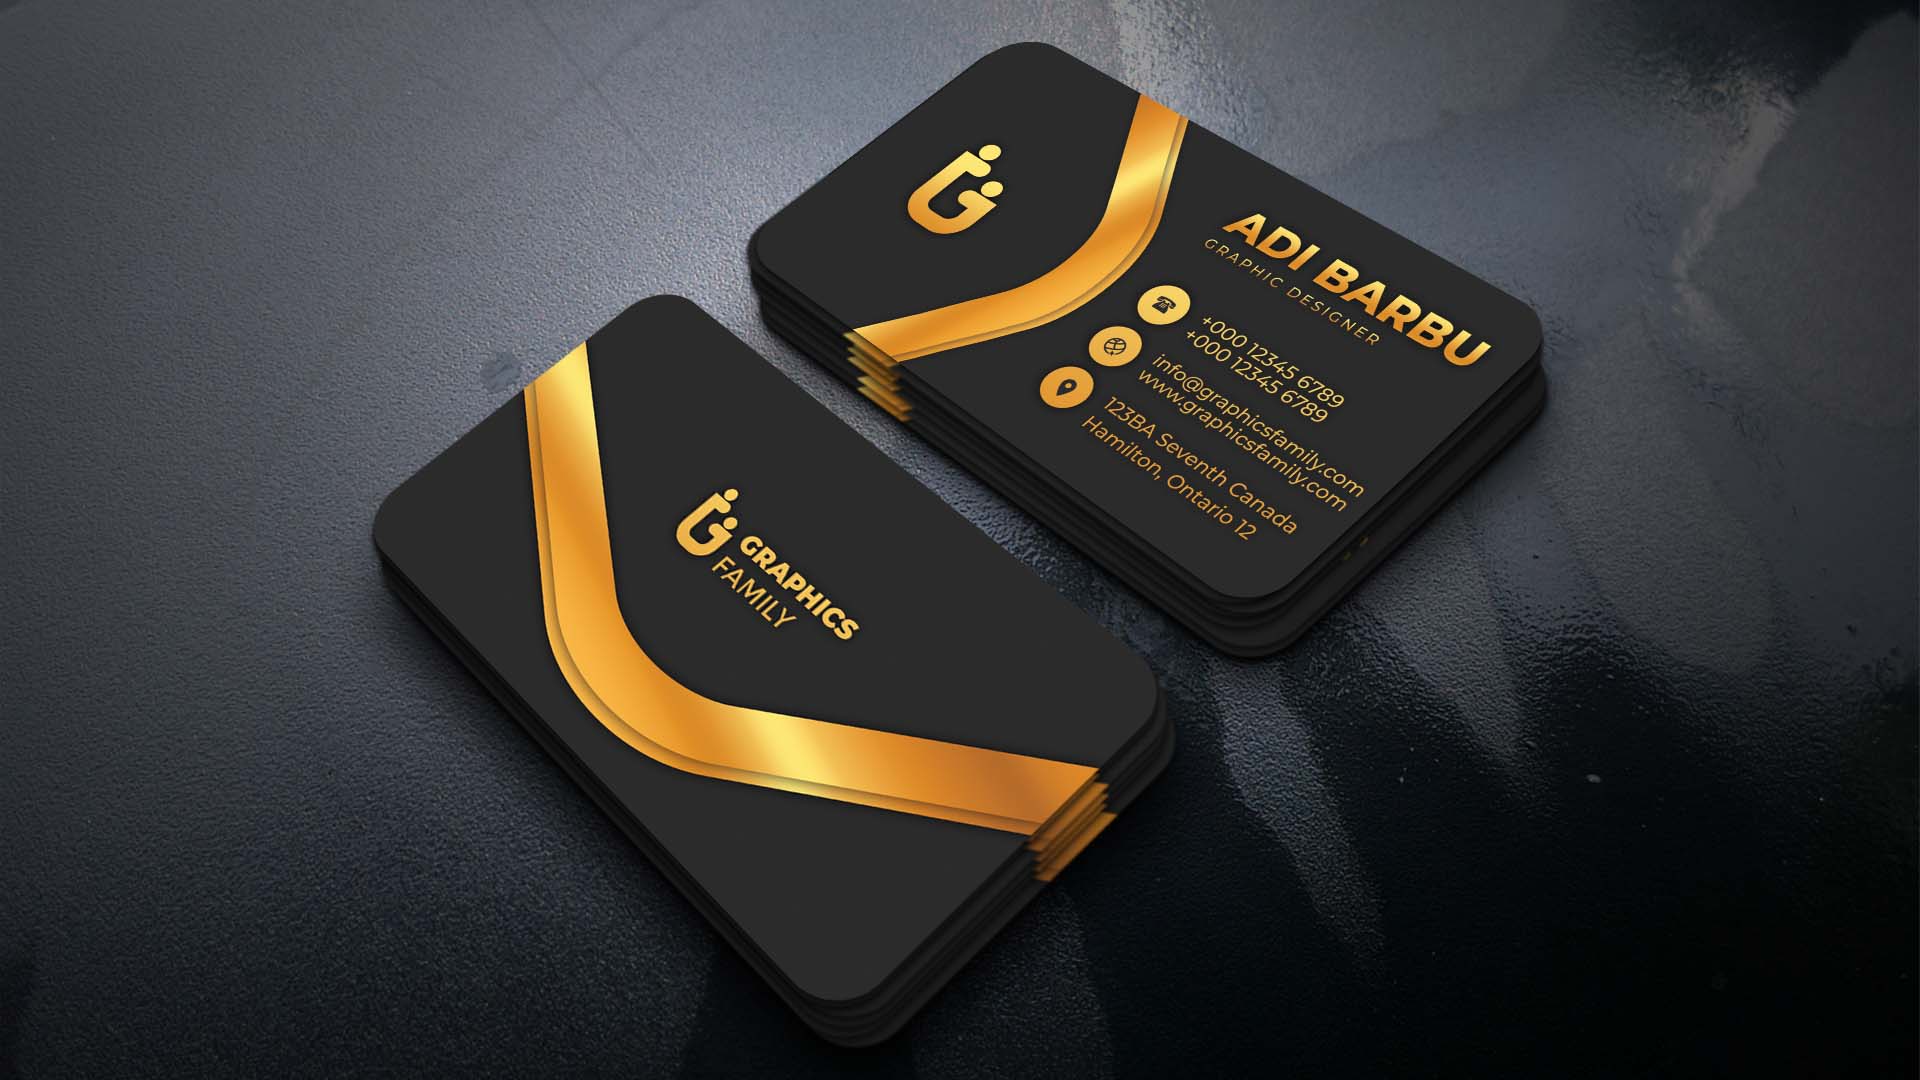 ADI BARBU
GRAPHIC DESIGNER
+000 12345 6789
+000 12345 6789
info@graphicsfamily.com
www.graphicsfamily.com
123BA Seventh Canada
Hamilton, Ontario 12
GRAPHICS
FAMILY